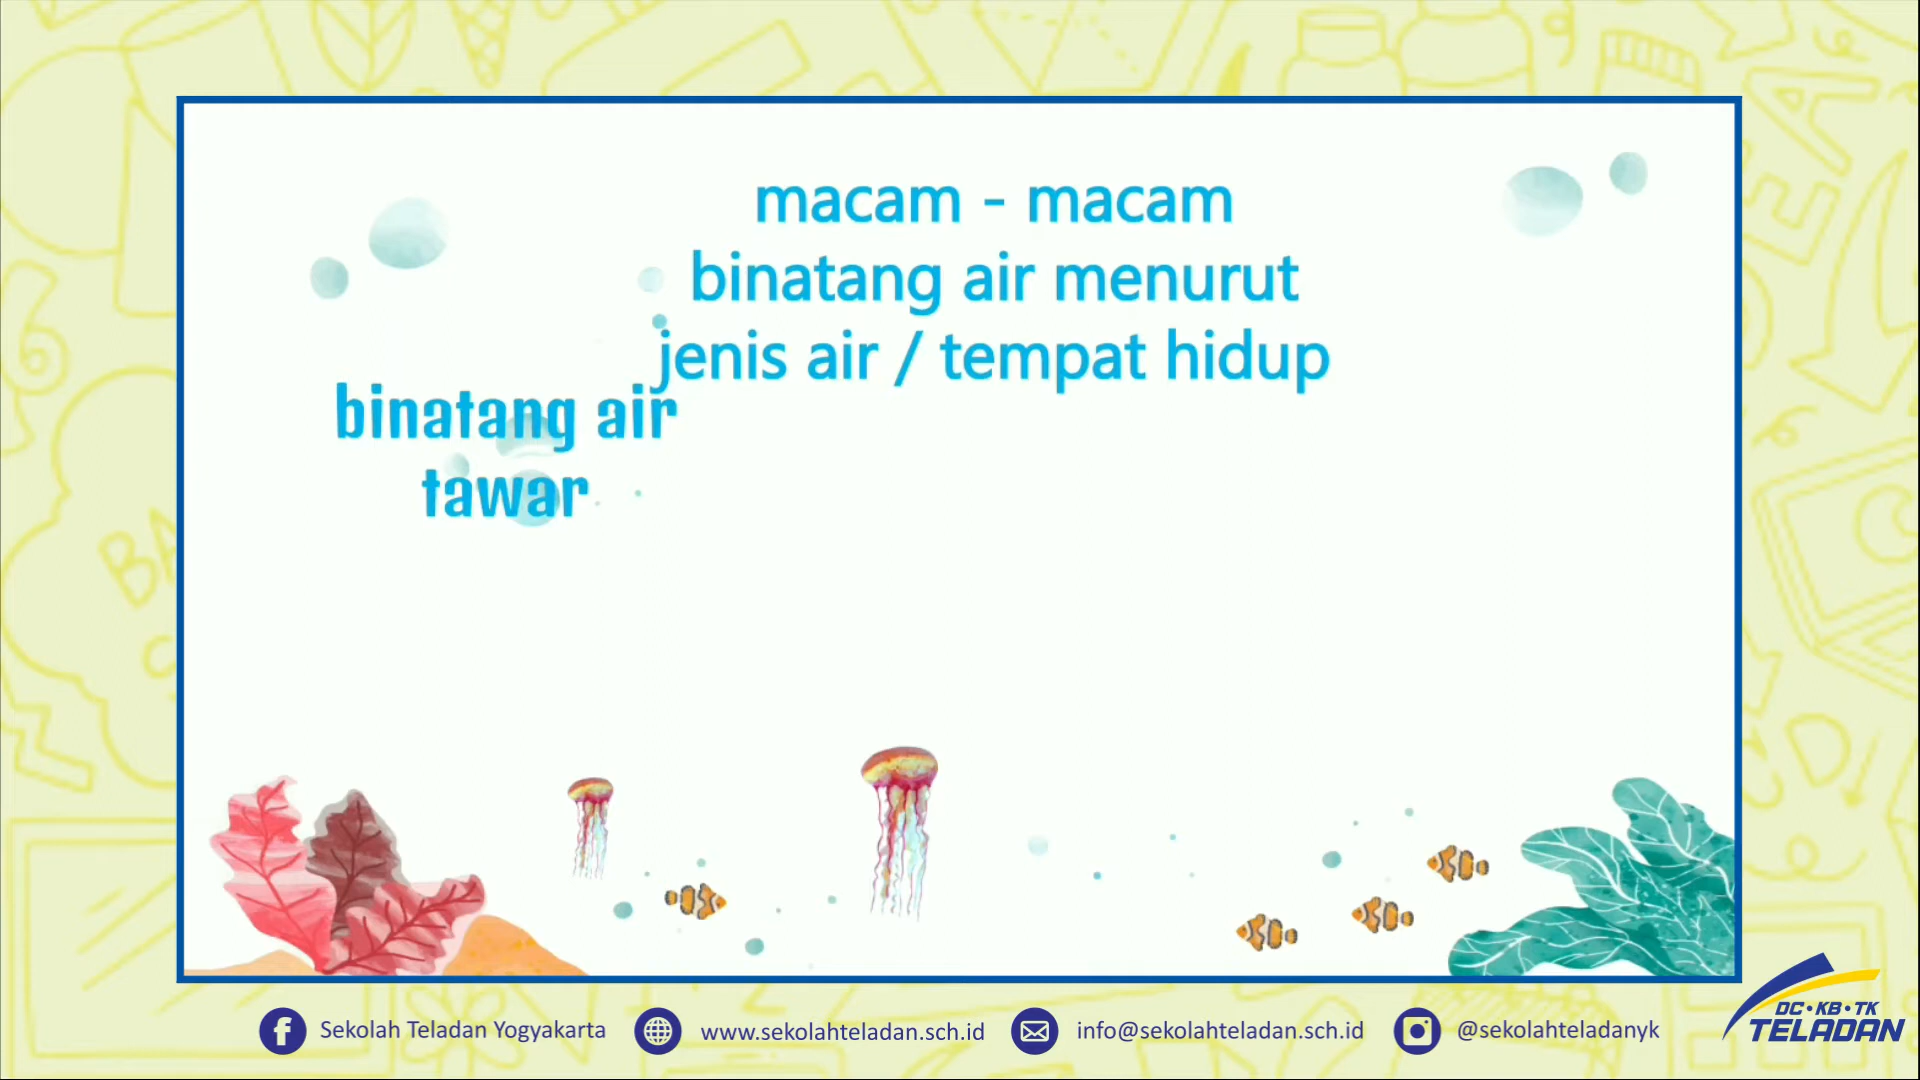 macam - macam
binatang air menurut
jenis air / tempat hidup
binatang air
tawar
Sekolah Teladan Yogyakarta
www.sekolahteladan.sch.id
info@sekolahteladan.sch.id
@sekolahteladanyk
DC•KB•TK
TELADAN